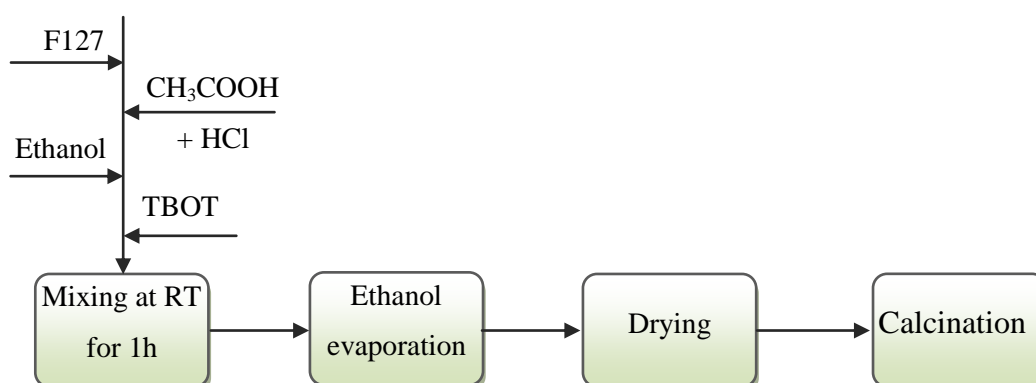 F127
CH₃COOH
+ HCl
Ethanol
TBOT
Mixing at RT
for 1h
Ethanol
evaporation
Drying
Calcination